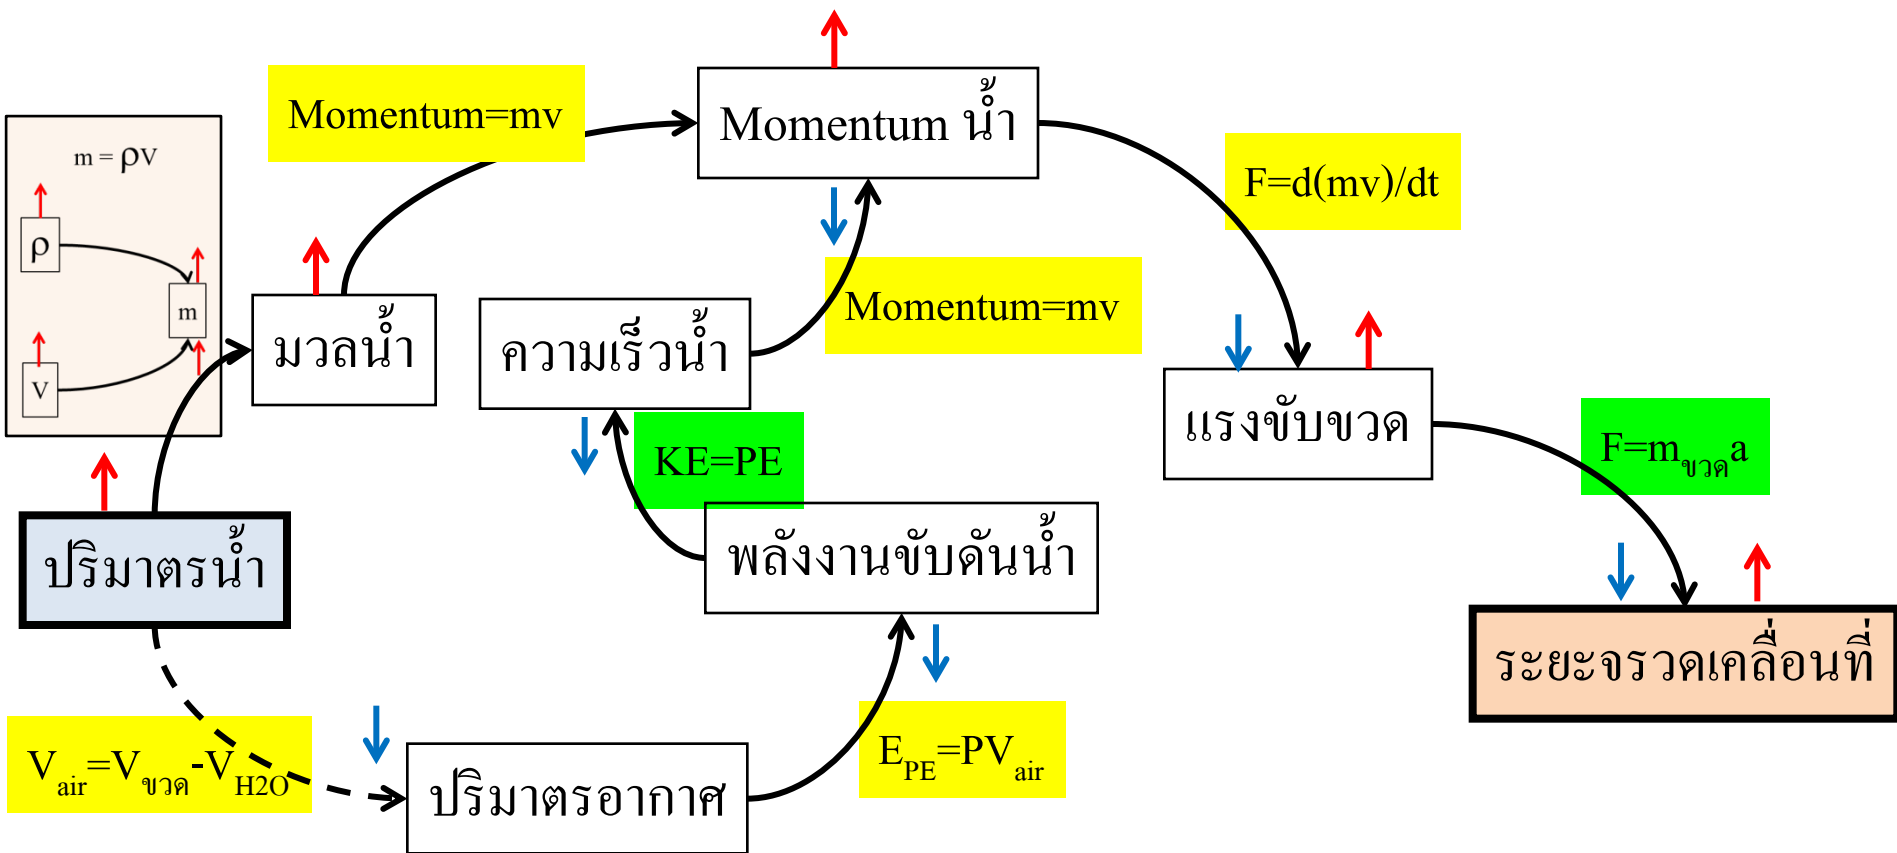 Momentum=mv
Momentum น้ำ
m = ρV
F=d(mv)/dt
ρ
m
V
มวลน้ำ
ความเร็วน้ำ
Momentum=mv
แรงขับขวด
KE=PE
F=mขวดa
ปริมาตรน้ำ
พลังงานขับดันน้ำ
ระยะจรวดเคลื่อนที่
Vair=Vขวด-VH2O
ปริมาตรอากาศ
EPE=PVair